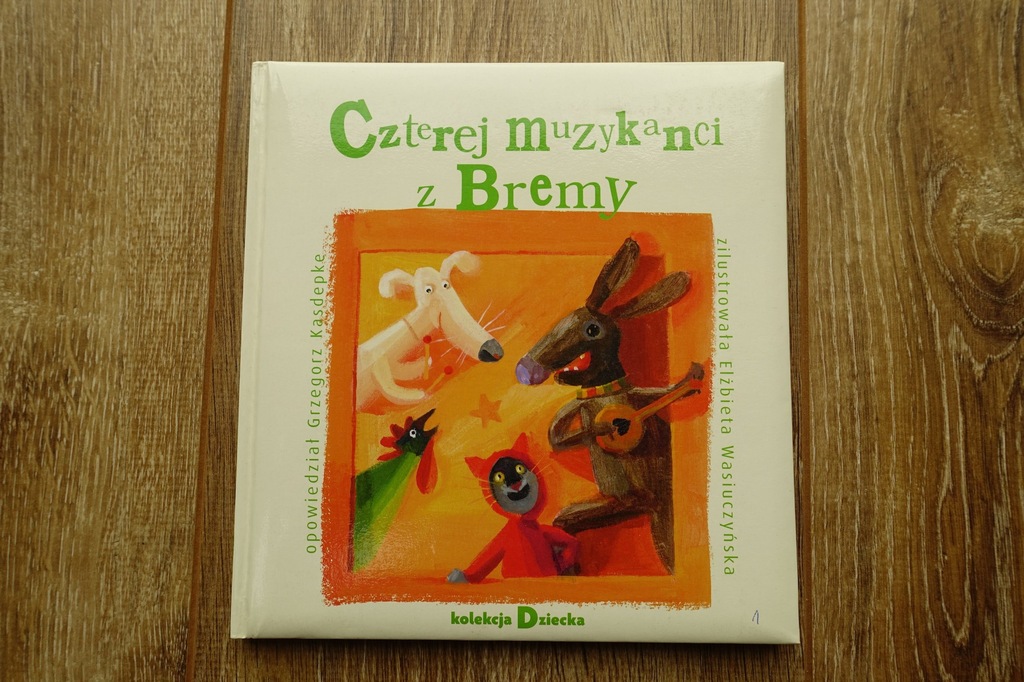 Czterej muzykanci
z Bremy
opowiedział Grzegorz Kasdepke
zilustrowała Elżbieta Wasiuczyńska
kolekcja Dziecka
1